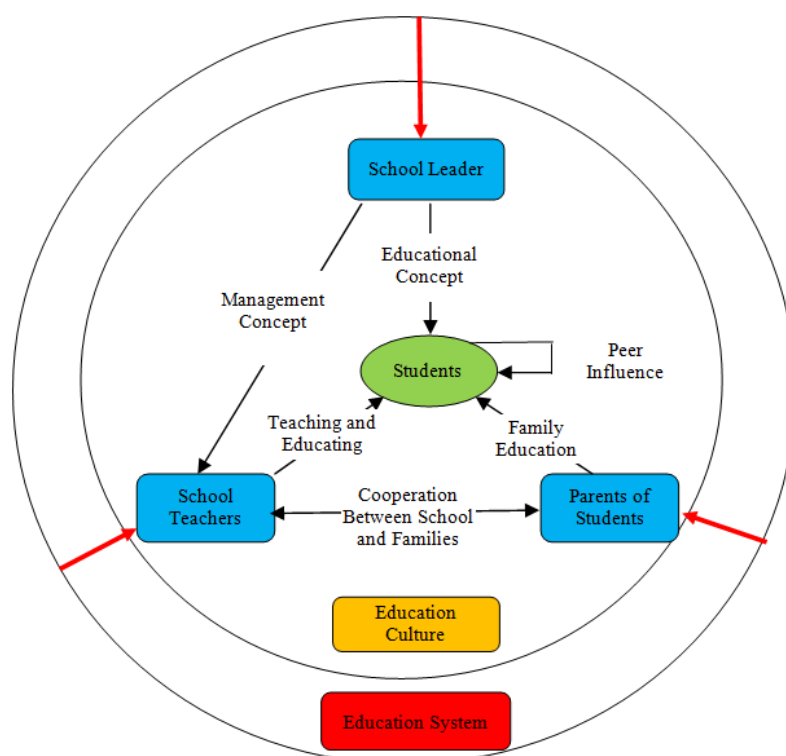 School Leader
Educational
Concept
Management
Concept
Students
Peer
Influence
Teaching and
Educating
Family
Education
School
Teachers
Cooperation
Between School
and Families
Parents of
Students
Education
Culture
Education System